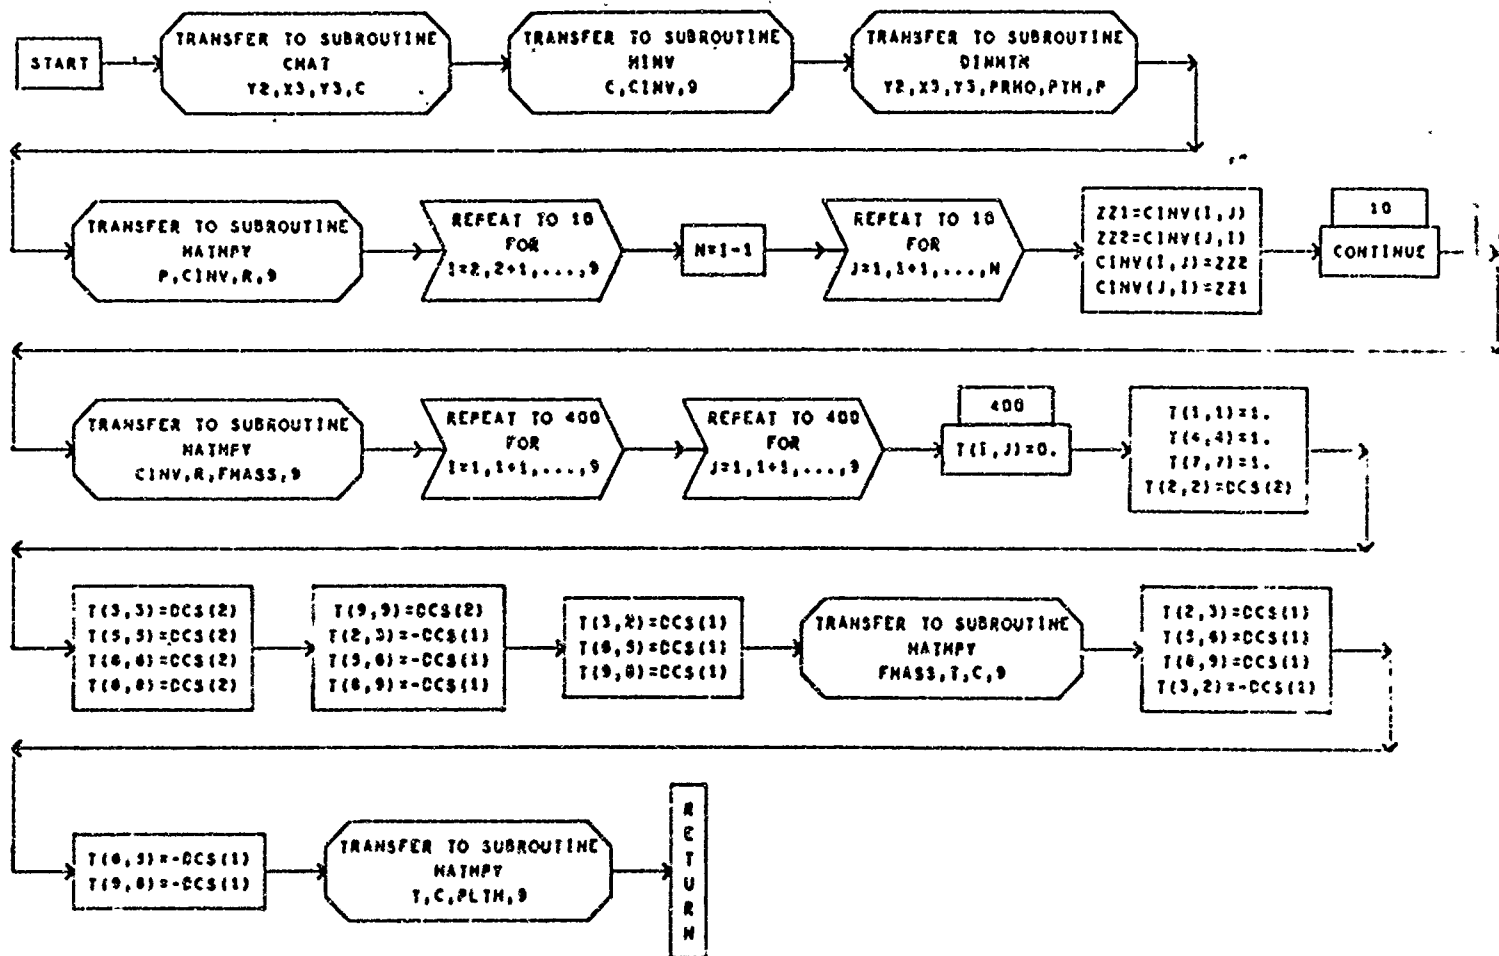 START
TRANSFER TO SUBROUTINE
CMAT
Y2,X3,Y3,C
TRANSFER TO SUBROUTINE
MINV
C,CINV,9
TRANSFER TO SUBROUTINE
DINMTM
Y2,X3,Y3,PRHO,PTH,P
TRANSFER TO SUBROUTINE
MATMPY
P,CINV,R,9
REPEAT TO 10
FOR
I=2,2+1,...,9
N=I-1
REPEAT TO 10
FOR
J=1,1+1,...,N
ZZ1=CINV(I,J)
ZZ2=CINV(J,I)
CINV(I,J)=ZZ2
CINV(J,I)=ZZ1
10
CONTINUE
TRANSFER TO SUBROUTINE
MATMPY
CINV,R,FMASS,9
REPEAT TO 400
FOR
I=1,1+1,...,9
REPEAT TO 400
FOR
J=1,1+1,...,9
400
T(I,J)=0.
T(1,1)=1.
T(4,4)=1.
T(7,7)=1.
T(2,2)=DCS(2)
T(3,3)=DCS(2)
T(5,5)=DCS(2)
T(6,6)=DCS(2)
T(8,8)=DCS(2)
T(9,9)=DCS(2)
T(2,3)=-DCS(1)
T(5,6)=-DCS(1)
T(8,9)=-DCS(1)
T(3,2)=DCS(1)
T(6,5)=DCS(1)
T(9,8)=DCS(1)
TRANSFER TO SUBROUTINE
MATMPY
FMASS,T,C,9
T(2,3)=DCS(1)
T(5,6)=DCS(1)
T(8,9)=DCS(1)
T(3,2)=-DCS(1)
T(6,5)=-DCS(1)
T(9,8)=-DCS(1)
TRANSFER TO SUBROUTINE
MATMPY
T,C,PLTM,9
RETURN